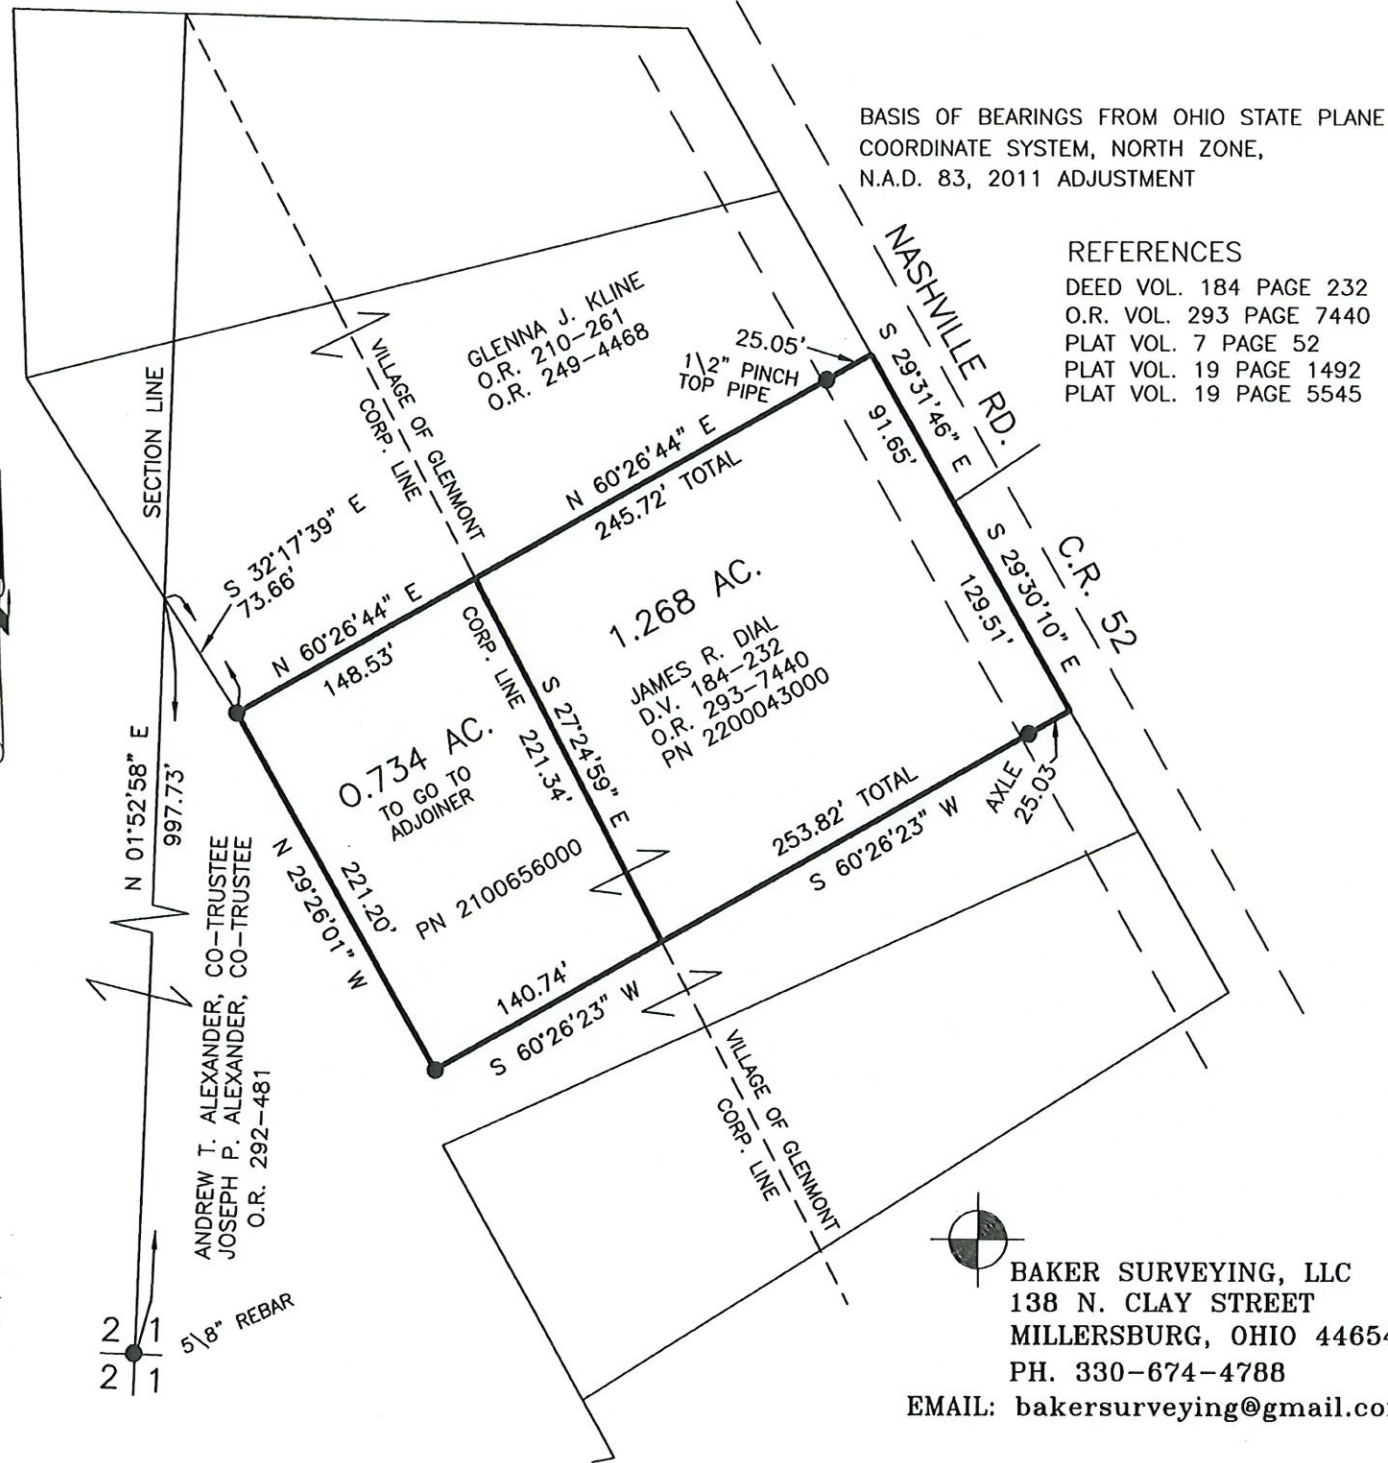 BASIS OF BEARINGS FROM OHIO STATE PLANE
COORDINATE SYSTEM, NORTH ZONE,
N.A.D. 83, 2011 ADJUSTMENT
REFERENCES
DEED VOL. 184 PAGE 232
O.R. VOL. 293 PAGE 7440
PLAT VOL. 7 PAGE 52
PLAT VOL. 19 PAGE 1492
PLAT VOL. 19 PAGE 5545
NASHVILLE RD.
C.R. 52
GLENNA J. KLINE
O.R. 210-261
O.R. 249-4468
25.05'
1\2" PINCH
TOP PIPE
S 29°31'46" E
91.65'
VILLAGE OF GLENMONT
CORP. LINE
SECTION LINE
N 60°26'44" E
245.72' TOTAL
S 32°17'39" E
73.66'
N 60°26'44" E
148.53'
S 29°30'10" E
129.51'
1.268 AC.
JAMES R. DIAL
D.V. 184-232
O.R. 293-7440
PN 2200043000
CORP. LINE 221.34'
S 27°24'59" E
0.734 AC.
TO GO TO
ADJOINER
PN 2100656000
N 01°52'58" E
997.73'
N 29°26'01" W
221.20'
253.82' TOTAL
S 60°26'23" W
AXLE
25.03'
140.74'
S 60°26'23" W
ANDREW T. ALEXANDER, CO-TRUSTEE
JOSEPH P. ALEXANDER, CO-TRUSTEE
O.R. 292-481
VILLAGE OF GLENMONT
CORP. LINE
2 1
2 1
5\8" REBAR
BAKER SURVEYING, LLC
138 N. CLAY STREET
MILLERSBURG, OHIO 44654
PH. 330-674-4788
EMAIL: bakersurveying@gmail.co